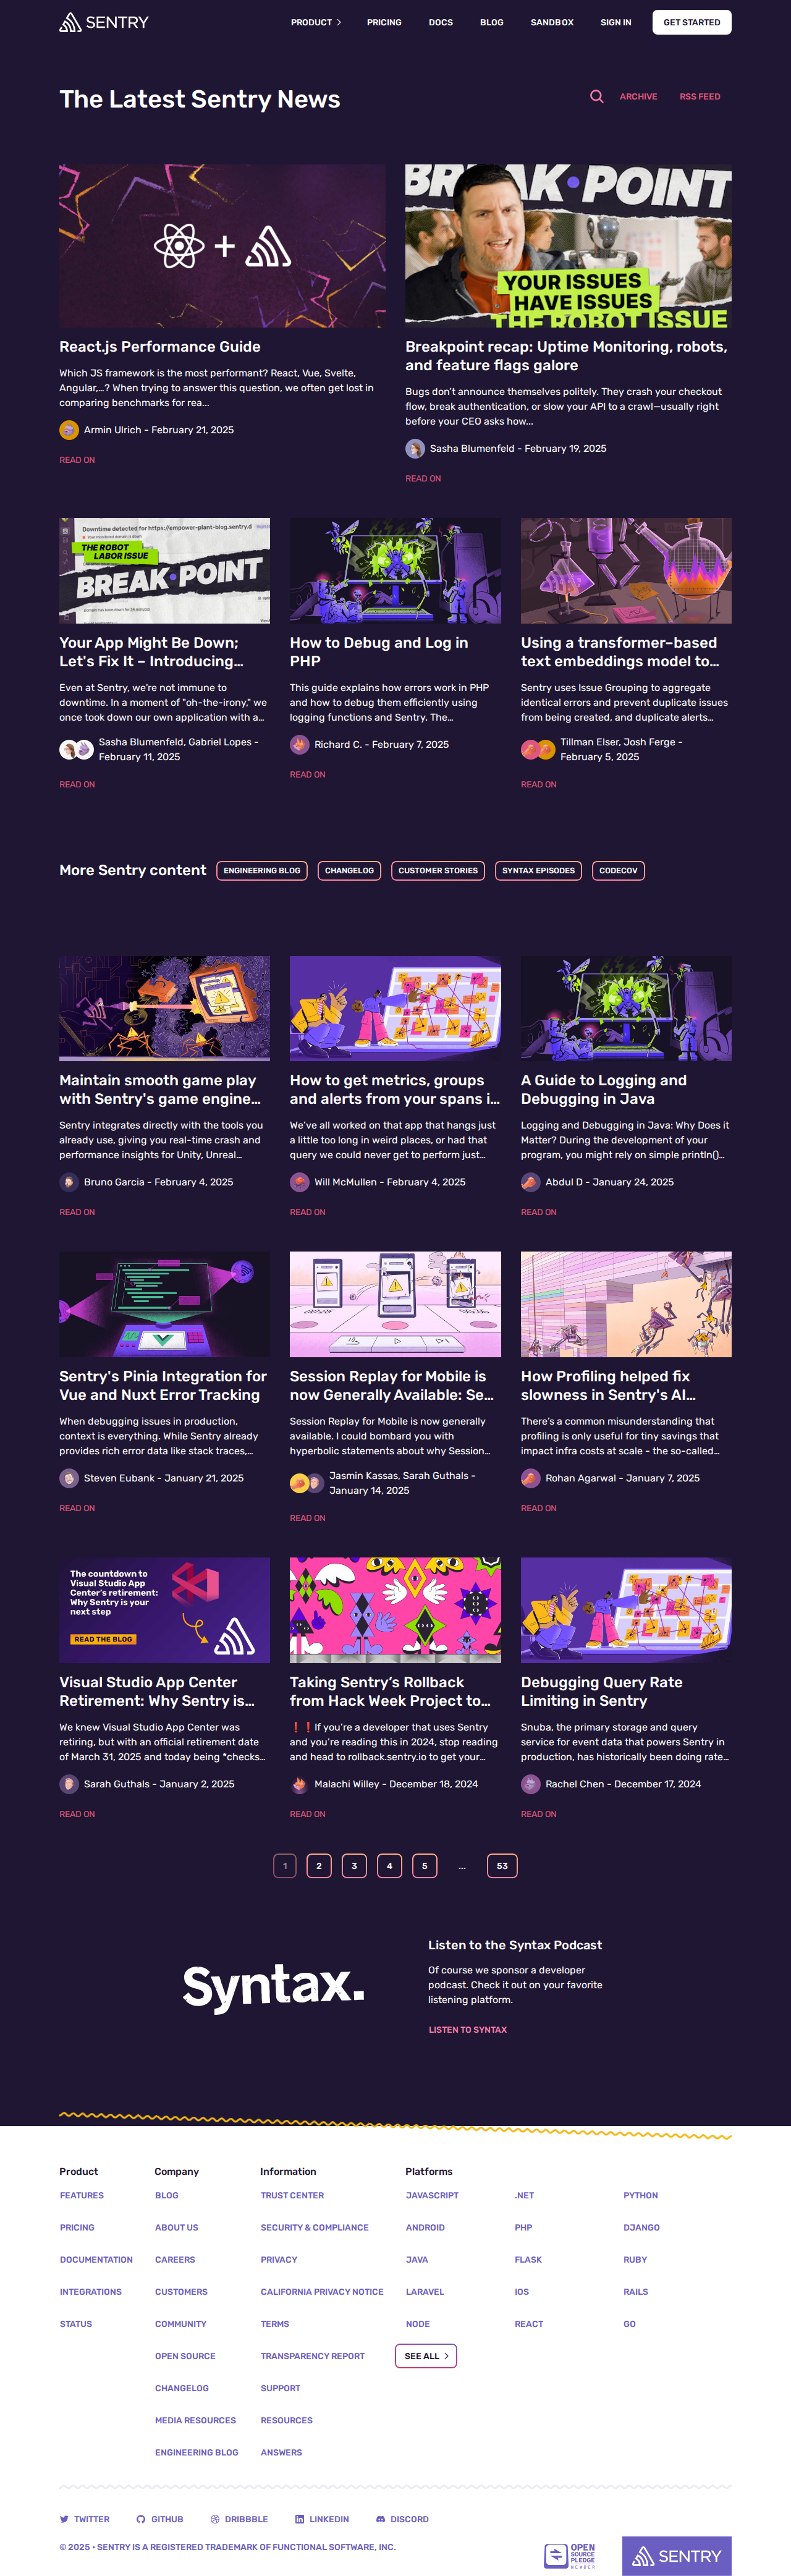 SENTRY
PRODUCT
PRICING
DOCS
BLOG
SANDBOX
SIGN IN
GET STARTED
The Latest Sentry News
ARCHIVE
RSS FEED
React.js Performance Guide
Which JS framework is the most performant? React, Vue, Svelte,
Angular,…? When trying to answer this question, we often get lost in
comparing benchmarks for rea...
Armin Ulrich - February 21, 2025
READ ON
BREAK•POINT
YOUR ISSUES
HAVE ISSUES
THE ROBOT ISSUE
Breakpoint recap: Uptime Monitoring, robots,
and feature flags galore
Bugs don't announce themselves politely. They crash your checkout
flow, break authentication, or slow your API to a crawl—usually right
before your CEO asks how...
Sasha Blumenfeld - February 19, 2025
READ ON
Downtime detected for https://empower-plant-blog.sentry.d
THE ROBOT
LABOR ISSUE
BREAK•POINT
Your App Might Be Down;
Let's Fix It – Introducing…
Even at Sentry, we're not immune to
downtime. In a moment of "oh-the-irony," we
once took down our own application with a…
Sasha Blumenfeld, Gabriel Lopes -
February 11, 2025
READ ON
How to Debug and Log in
PHP
This guide explains how errors work in PHP
and how to debug them efficiently using
logging functions and Sentry. The…
Richard C. - February 7, 2025
READ ON
Using a transformer–based
text embeddings model to…
Sentry uses Issue Grouping to aggregate
identical errors and prevent duplicate issues
from being created, and duplicate alerts…
Tillman Elser, Josh Ferge -
February 5, 2025
READ ON
More Sentry content
ENGINEERING BLOG
CHANGELOG
CUSTOMER STORIES
SYNTAX EPISODES
CODECOV
Maintain smooth game play
with Sentry's game engine…
Sentry integrates directly with the tools you
already use, giving you real-time crash and
performance insights for Unity, Unreal…
Bruno Garcia - February 4, 2025
READ ON
How to get metrics, groups
and alerts from your spans i…
We've all worked on that app that hangs just
a little too long in weird places, or had that
query we could never get to perform just…
Will McMullen - February 4, 2025
READ ON
A Guide to Logging and
Debugging in Java
Logging and Debugging in Java: Why Does it
Matter? During the development of your
program, you might rely on simple println()…
Abdul D - January 24, 2025
READ ON
Sentry's Pinia Integration for
Vue and Nuxt Error Tracking
When debugging issues in production,
context is everything. While Sentry already
provides rich error data like stack traces,…
Steven Eubank - January 21, 2025
READ ON
Session Replay for Mobile is
now Generally Available: Se…
Session Replay for Mobile is now generally
available. I could bombard you with
hyperbolic statements about why Session…
Jasmin Kassas, Sarah Guthals -
January 14, 2025
READ ON
How Profiling helped fix
slowness in Sentry's AI…
There's a common misunderstanding that
profiling is only useful for tiny savings that
impact infra costs at scale - the so-called…
Rohan Agarwal - January 7, 2025
READ ON
The countdown to
Visual Studio App
Center's retirement:
Why Sentry is your
next step
READ THE BLOG
Visual Studio App Center
Retirement: Why Sentry is…
We knew Visual Studio App Center was
retiring, but with an official retirement date
of March 31, 2025 and today being *checks…
Sarah Guthals - January 2, 2025
READ ON
Taking Sentry's Rollback
from Hack Week Project to…
❗❗If you're a developer that uses Sentry
and you're reading this in 2024, stop reading
and head to rollback.sentry.io to get your…
Malachi Willey - December 18, 2024
READ ON
Debugging Query Rate
Limiting in Sentry
Snuba, the primary storage and query
service for event data that powers Sentry in
production, has historically been doing rate…
Rachel Chen - December 17, 2024
READ ON
1
2
3
4
5
...
53
Syntax.
Listen to the Syntax Podcast
Of course we sponsor a developer
podcast. Check it out on your favorite
listening platform.
LISTEN TO SYNTAX
Product
FEATURES
PRICING
DOCUMENTATION
INTEGRATIONS
STATUS
Company
BLOG
ABOUT US
CAREERS
CUSTOMERS
COMMUNITY
OPEN SOURCE
CHANGELOG
MEDIA RESOURCES
ENGINEERING BLOG
Information
TRUST CENTER
SECURITY & COMPLIANCE
PRIVACY
CALIFORNIA PRIVACY NOTICE
TERMS
TRANSPARENCY REPORT
SUPPORT
RESOURCES
ANSWERS
Platforms
JAVASCRIPT
ANDROID
JAVA
LARAVEL
NODE
SEE ALL
.NET
PHP
FLASK
IOS
REACT
PYTHON
DJANGO
RUBY
RAILS
GO
TWITTER
GITHUB
DRIBBBLE
LINKEDIN
DISCORD
© 2025 • SENTRY IS A REGISTERED TRADEMARK OF FUNCTIONAL SOFTWARE, INC.
OPEN
SOURCE
PLEDGE
MEMBER
SENTRY